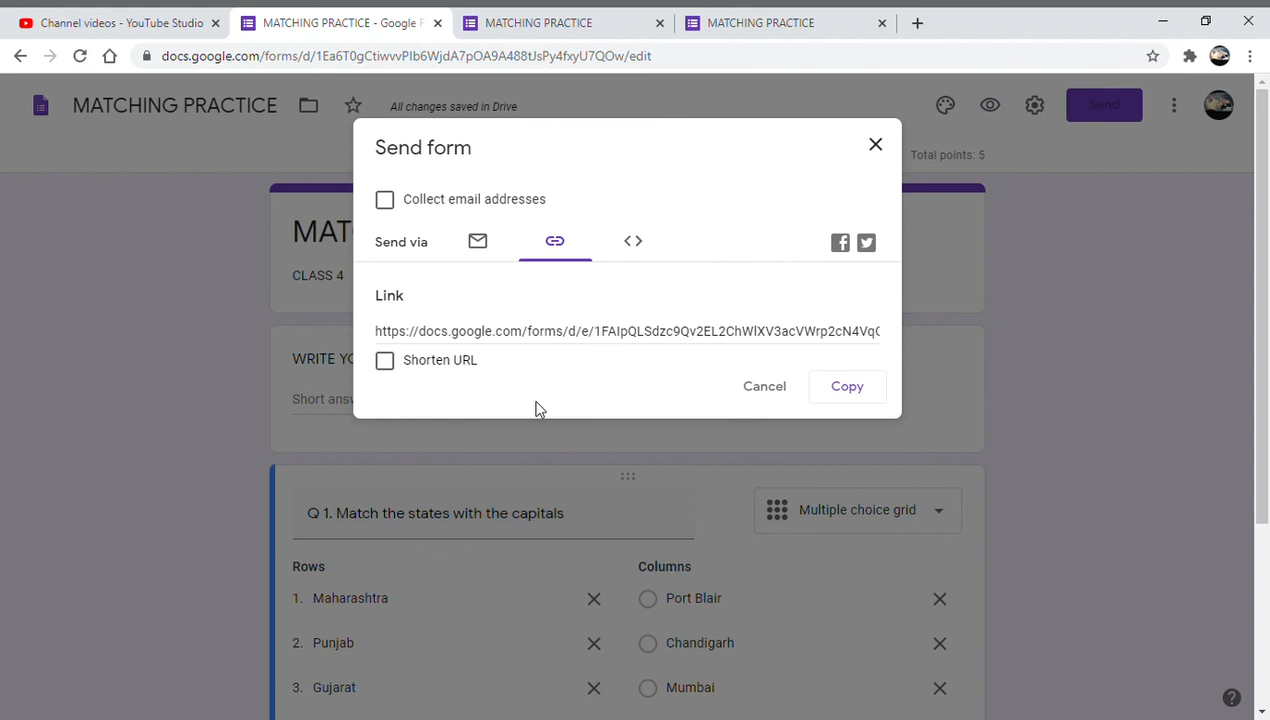 Channel videos - YouTube Studio
MATCHING PRACTICE - Google F
MATCHING PRACTICE
MATCHING PRACTICE
docs.google.com/forms/d/1Ea6T0gCtiwvvPIb6WjdA7pOA9A488tJsPy4fxyU7QOw/edit
MATCHING PRACTICE
All changes saved in Drive
Send
Send form
Total points: 5
Collect email addresses
MAT
Send via
CLASS 4
Link
https://docs.google.com/forms/d/e/1FAIpQLSdzc9Qv2EL2ChWlXV3acVWrp2cN4Vq
WRITE YO
Shorten URL
Cancel
Copy
Short answ
Q 1. Match the states with the capitals
Multiple choice grid
Rows
Columns
1. Maharashtra
Port Blair
2. Punjab
Chandigarh
3. Gujarat
Mumbai